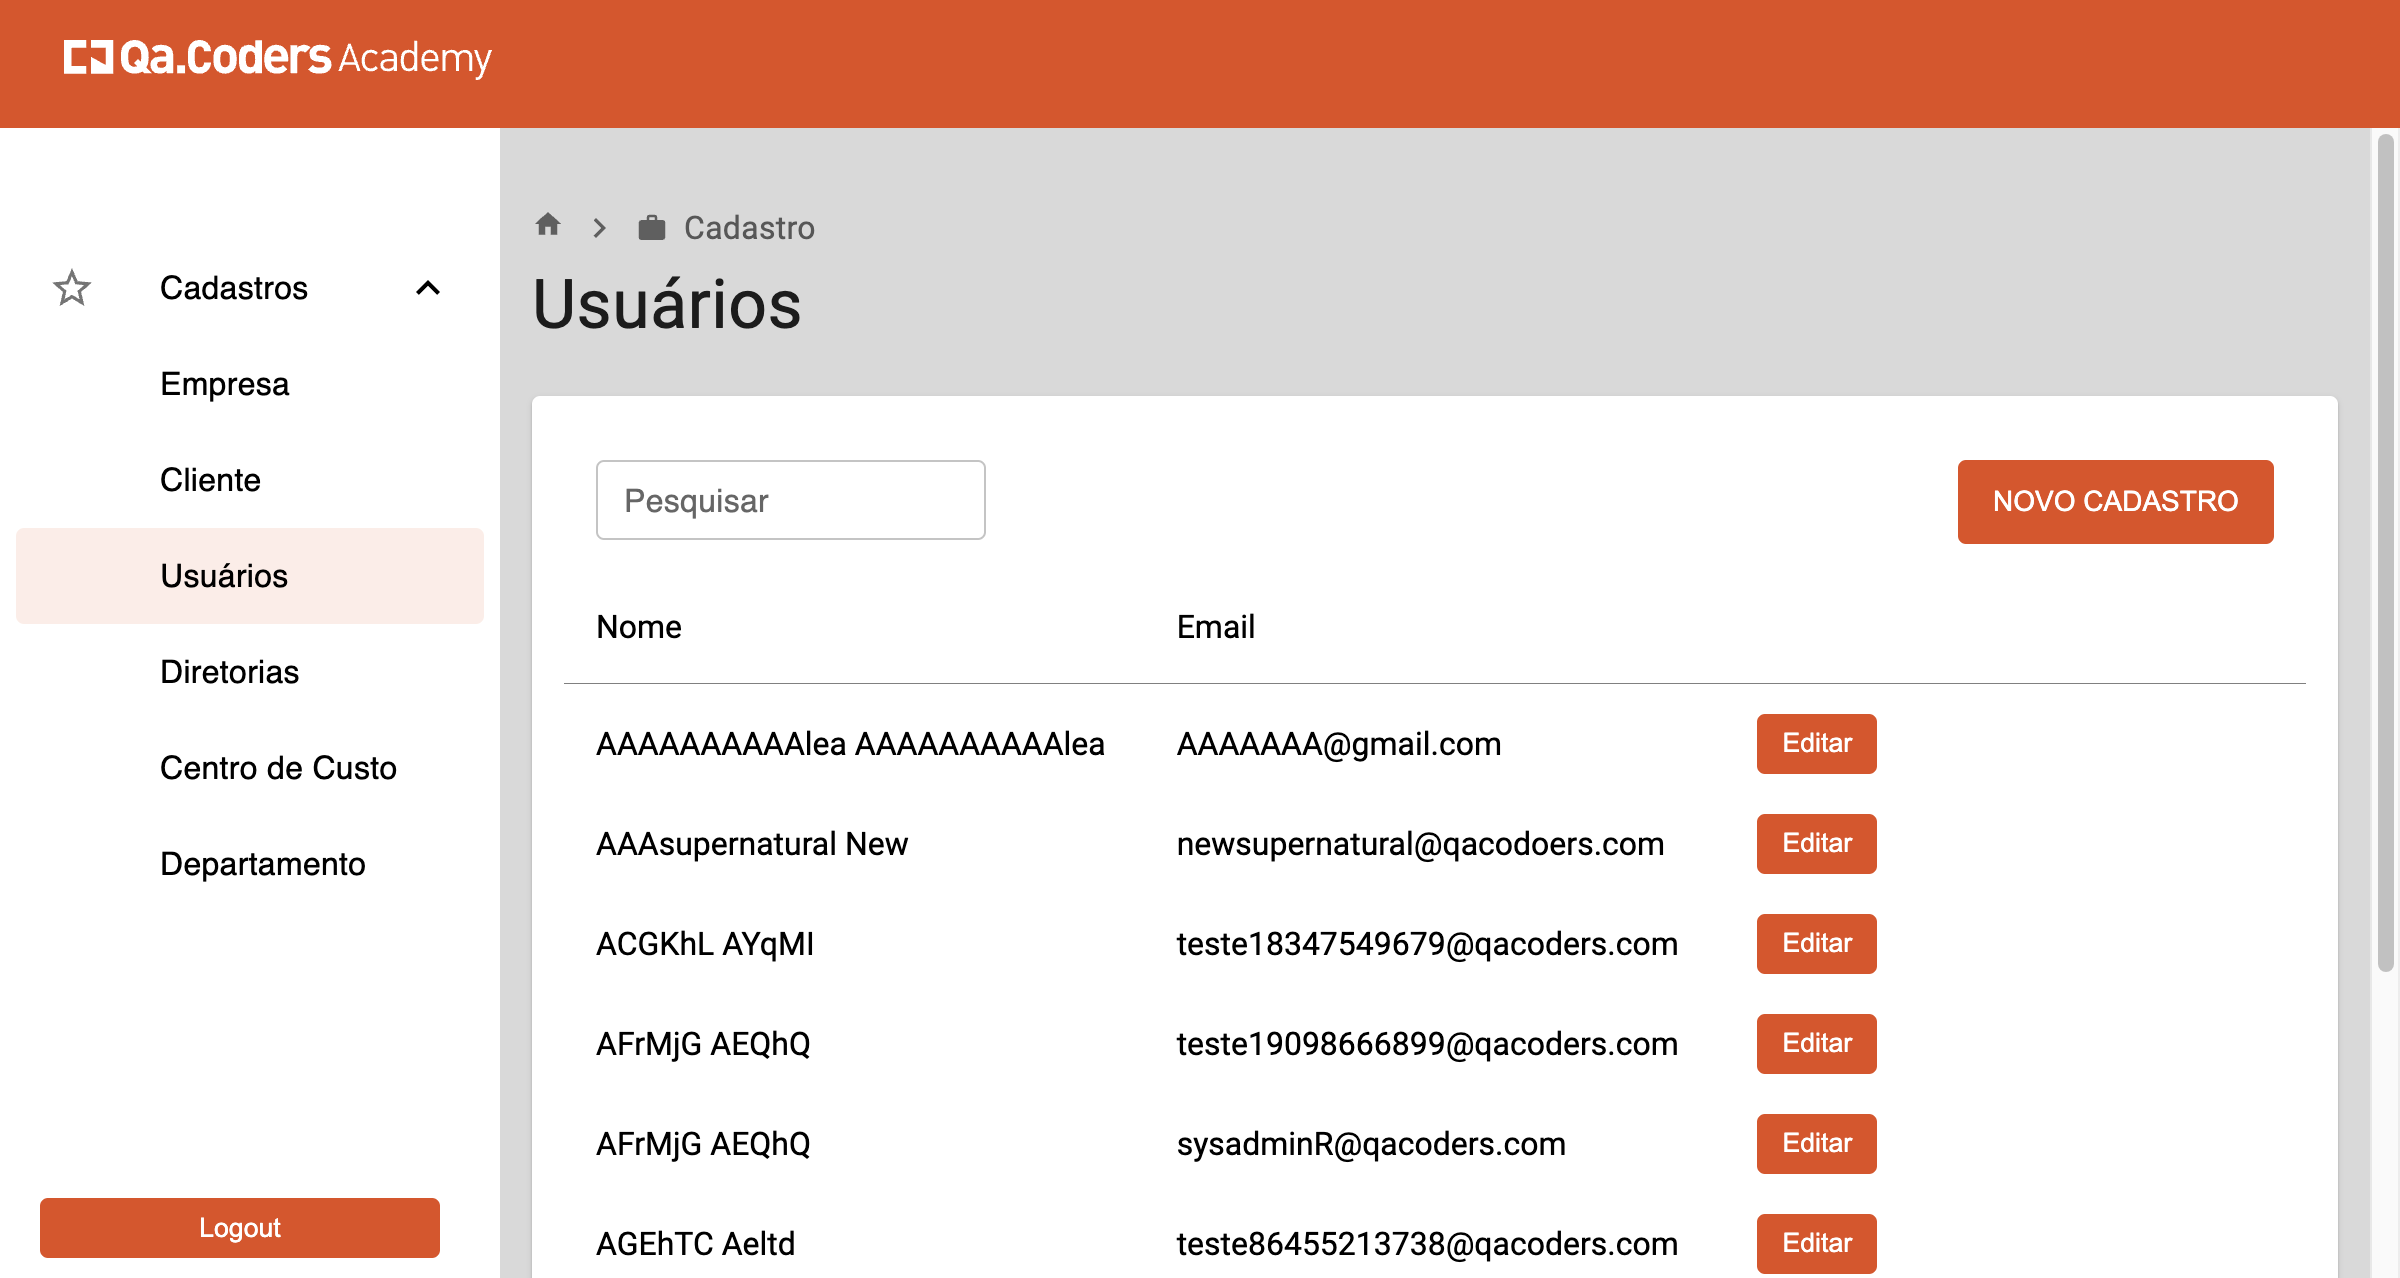 Qa.Coders Academy
Cadastros
Empresa
Cliente
Usuários
Diretorias
Centro de Custo
Departamento
Logout
Cadastro
Usuários
Pesquisar
NOVO CADASTRO
Nome Email
AAAAAAAAAAlea AAAAAAAAAAlea AAAAAAA@gmail.com Editar
AAAsupernatural New newsupernatural@qacodoers.com Editar
ACGKhL AYqMI teste18347549679@qacoders.com Editar
AFrMjG AEQhQ teste19098666899@qacoders.com Editar
AFrMjG AEQhQ sysadminR@qacoders.com Editar
AGEhTC Aeltd teste86455213738@qacoders.com Editar